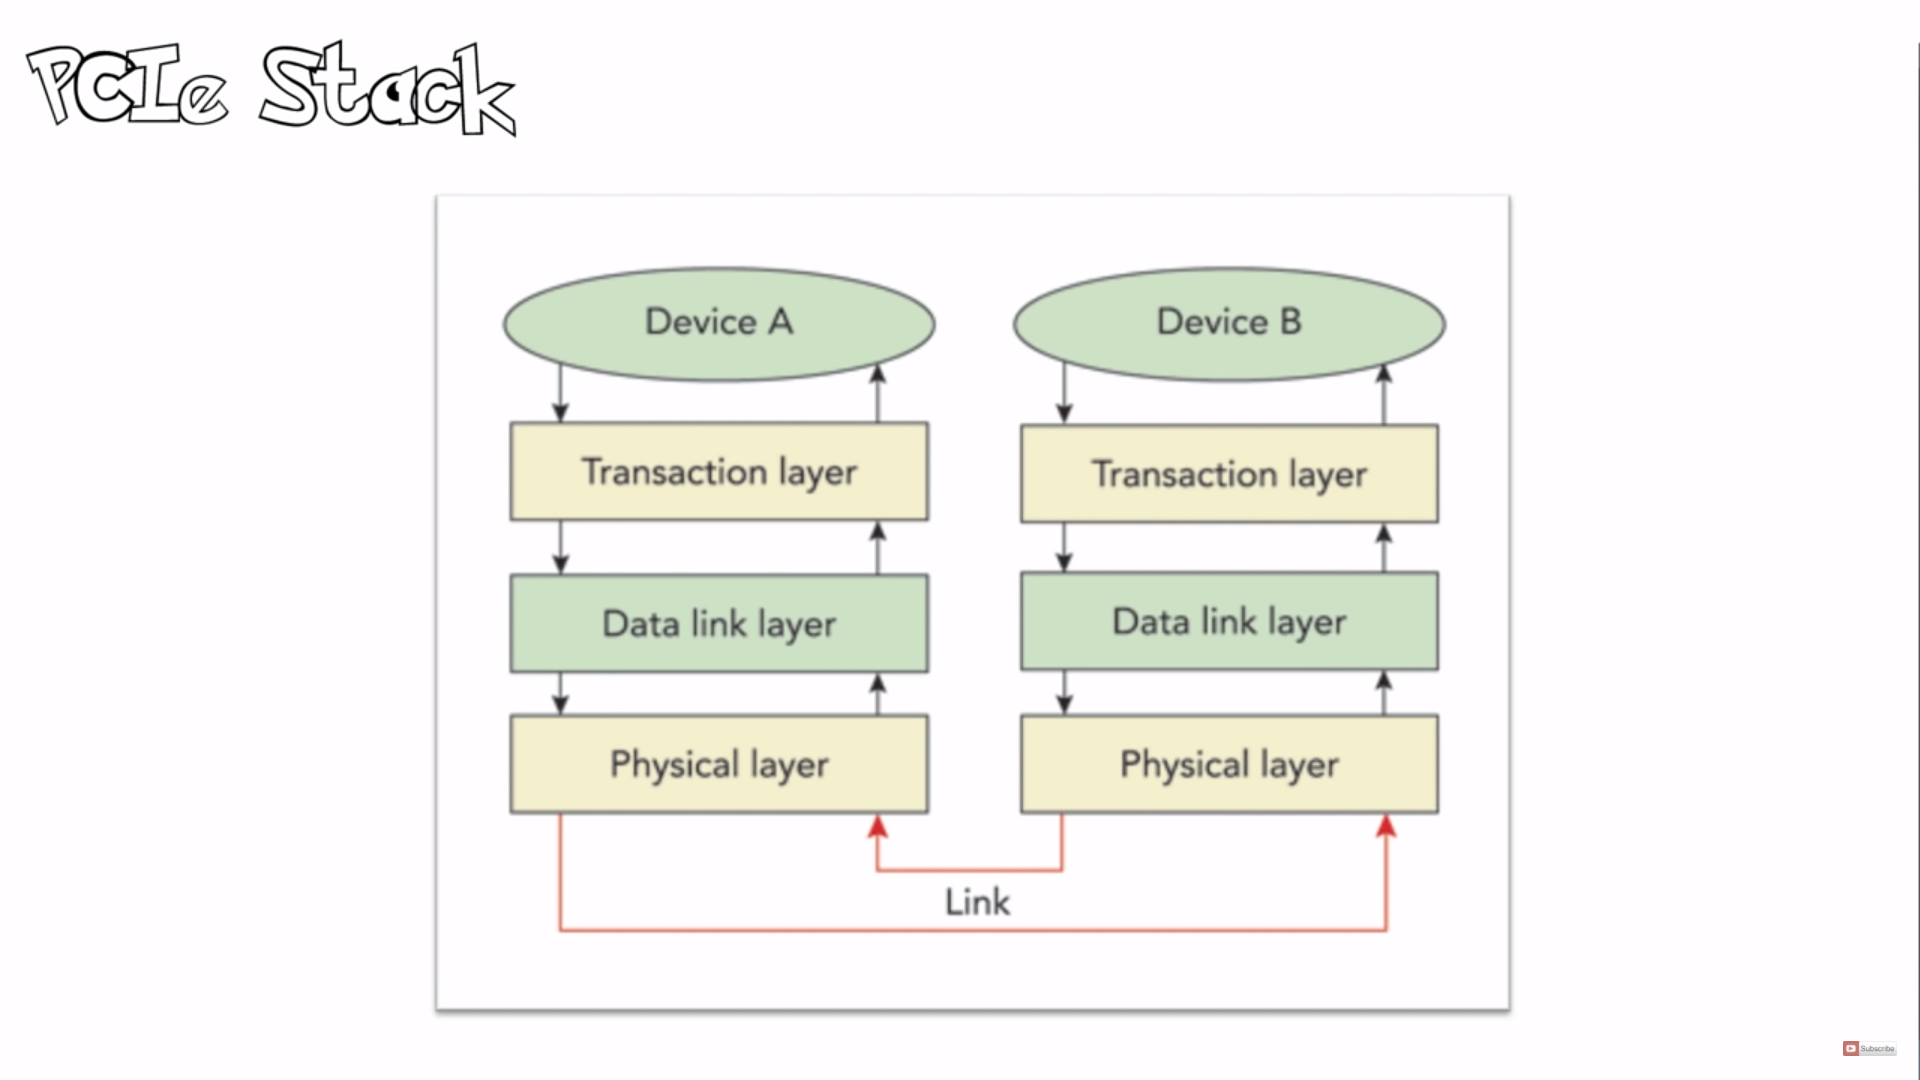 PCIe Stack
Device A
Device B
Transaction layer
Transaction layer
Data link layer
Data link layer
Physical layer
Physical layer
Link
Subscribe